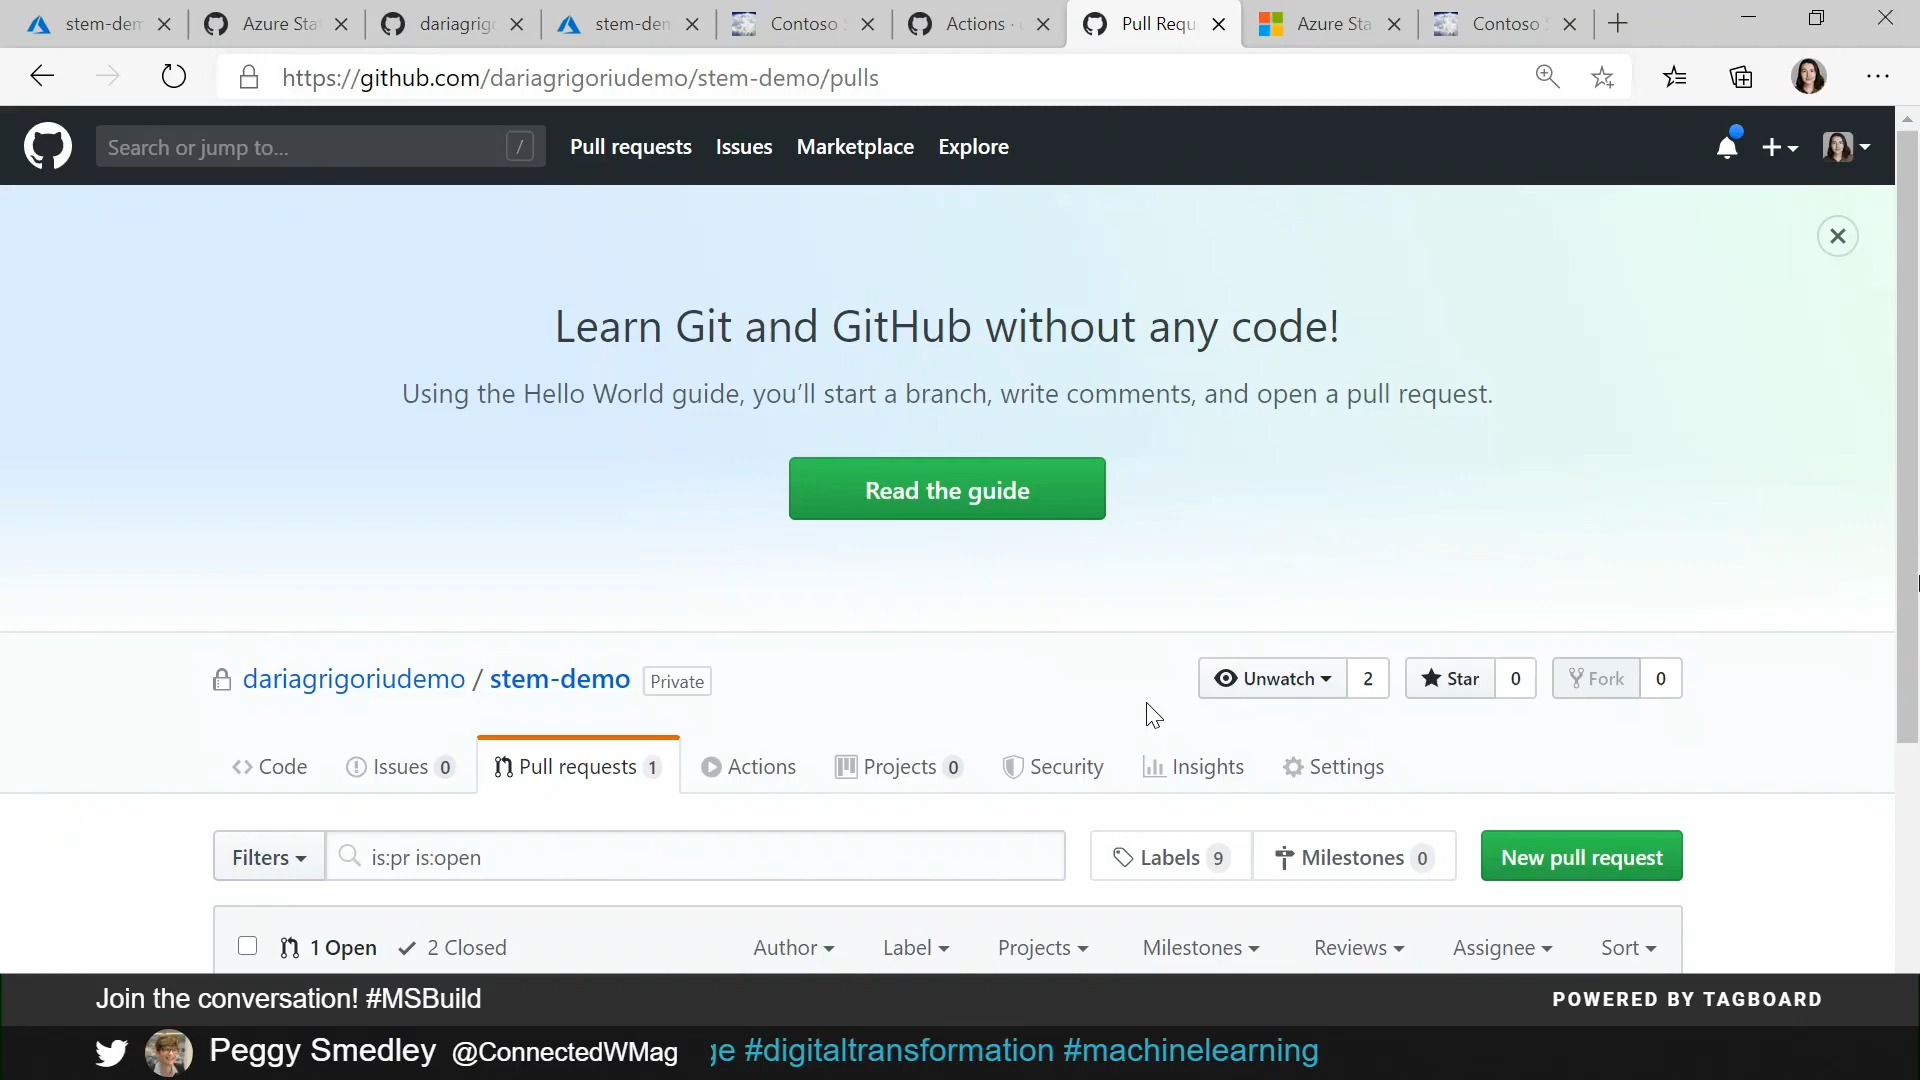 stem-dem
Azure Sta
dariagrig
stem-den
Contoso
Actions
Pull Requ
Azure Sta
Contoso
https://github.com/dariagrigoriudemo/stem-demo/pulls
Search or jump to... /
Pull requests Issues Marketplace Explore
Learn Git and GitHub without any code!
Using the Hello World guide, you'll start a branch, write comments, and open a pull request.
Read the guide
dariagrigoriudemo / stem-demo Private
Unwatch 2 Star 0 Fork 0
Code Issues 0 Pull requests 1 Actions Projects 0 Security Insights Settings
Filters is:pr is:open Labels 9 Milestones 0 New pull request
1 Open 2 Closed Author Label Projects Milestones Reviews Assignee Sort
Join the conversation! #MSBuild
POWERED BY TAGBOARD
Peggy Smedley @ConnectedWMag ge #digitaltransformation #machinelearning